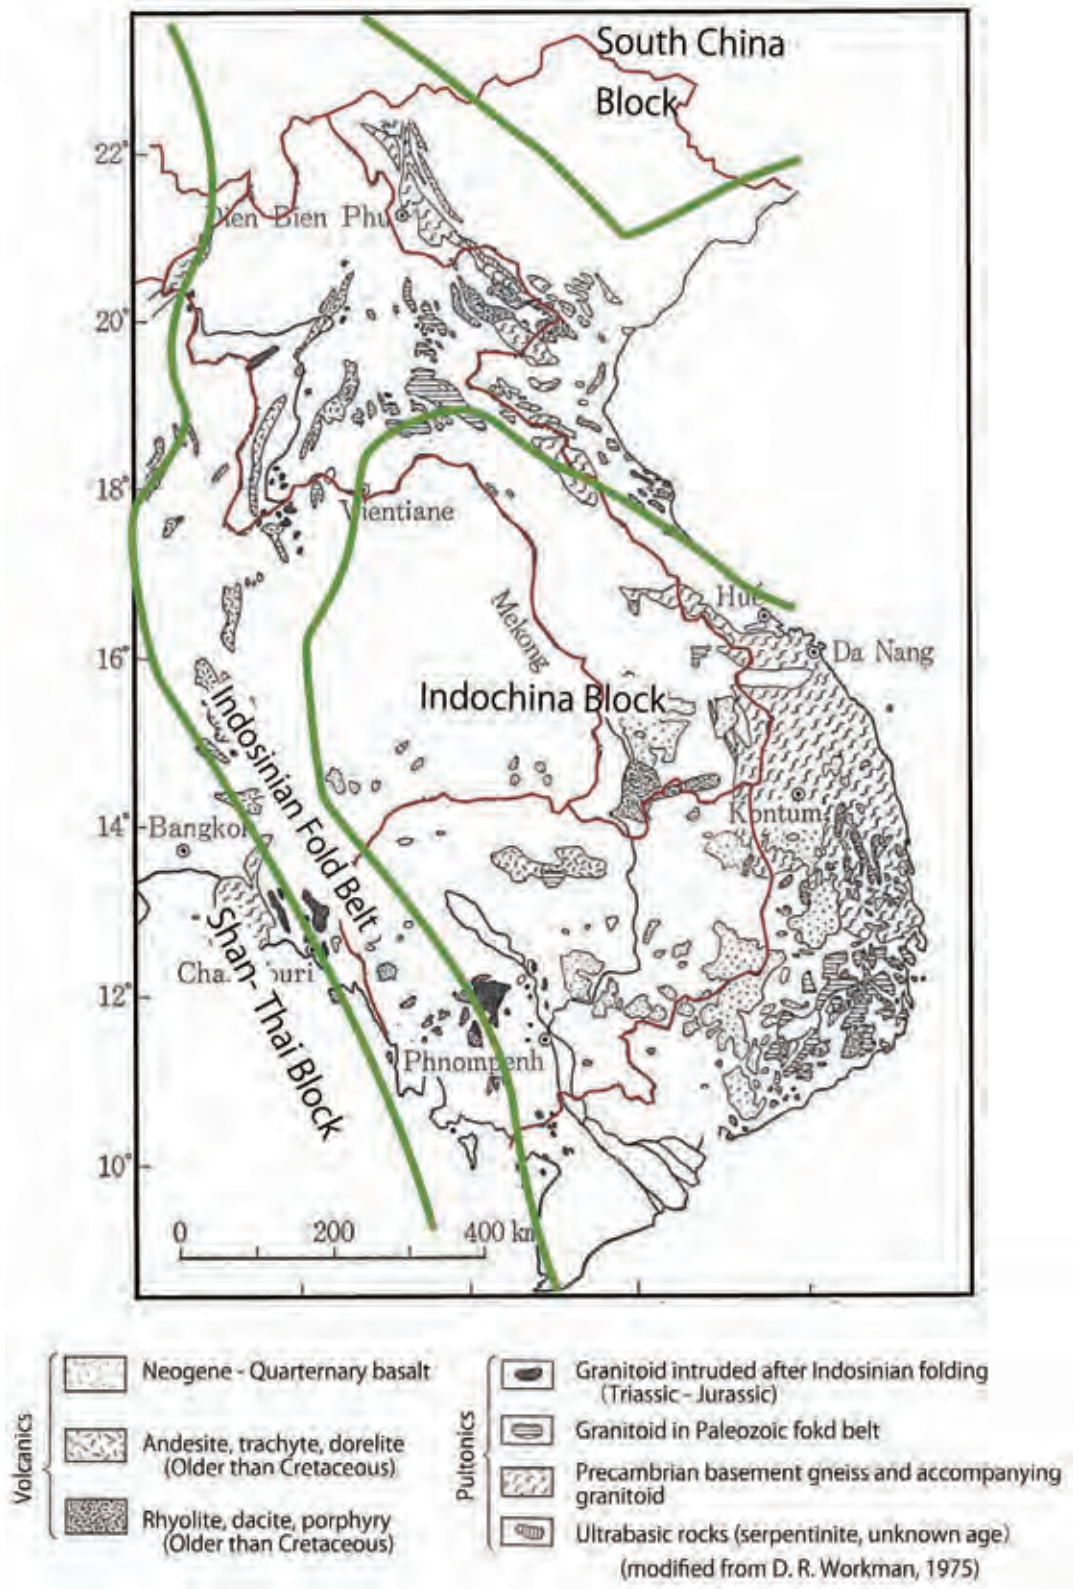 South China
Block
22°
Dien Bien Phu
20°
18°
Vientiane
Mekong
Hué
16°
Da Nang
Indochina Block
Indosinian Fold Belt
14°
Bangkok
Kontum
Shan-Thai Block
12°
Cha   buri
Phnompenh
10°
0 200 400 km
Volcanics
Neogene - Quarternary basalt
Andesite, trachyte, dorelite
(Older than Cretaceous)
Rhyolite, dacite, porphyry
(Older than Cretaceous)
Pultonics
Granitoid intruded after Indosinian folding
(Triassic - Jurassic)
Granitoid in Paleozoic fokd belt
Precambrian basement gneiss and accompanying
granitoid
Ultrabasic rocks (serpentinite, unknown age)
(modified from D. R. Workman, 1975)